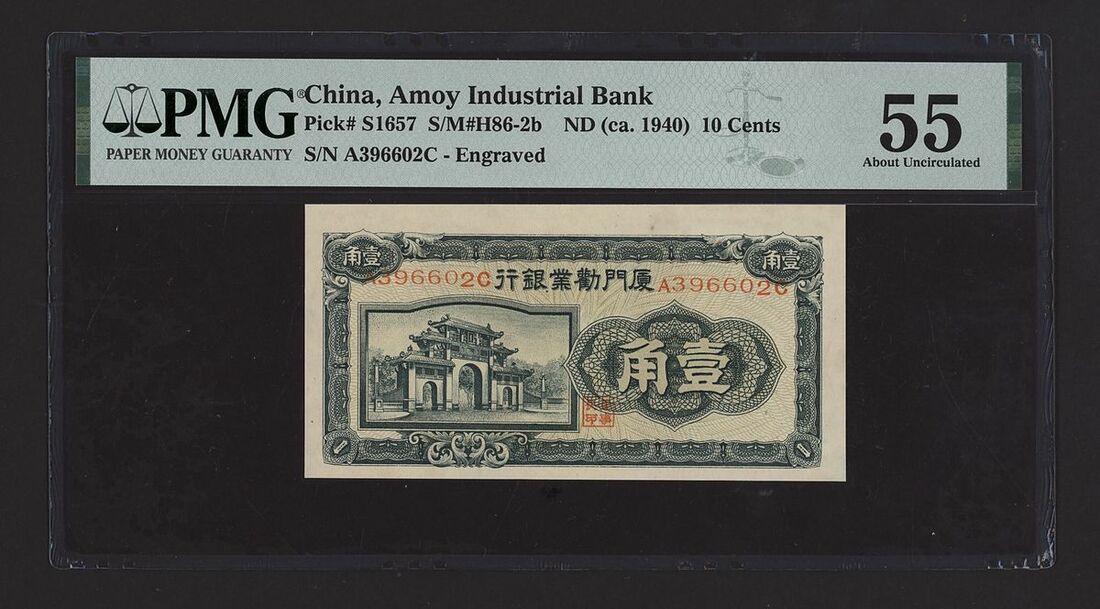 PMG®
PAPER MONEY GUARANTY
China, Amoy Industrial Bank
Pick# S1657 S/M#H86-2b ND (ca. 1940) 10 Cents
S/N A396602C - Engraved
55
About Uncirculated
角壹
角壹
A396602C
行銀業勸門厦
A396602C
角壹